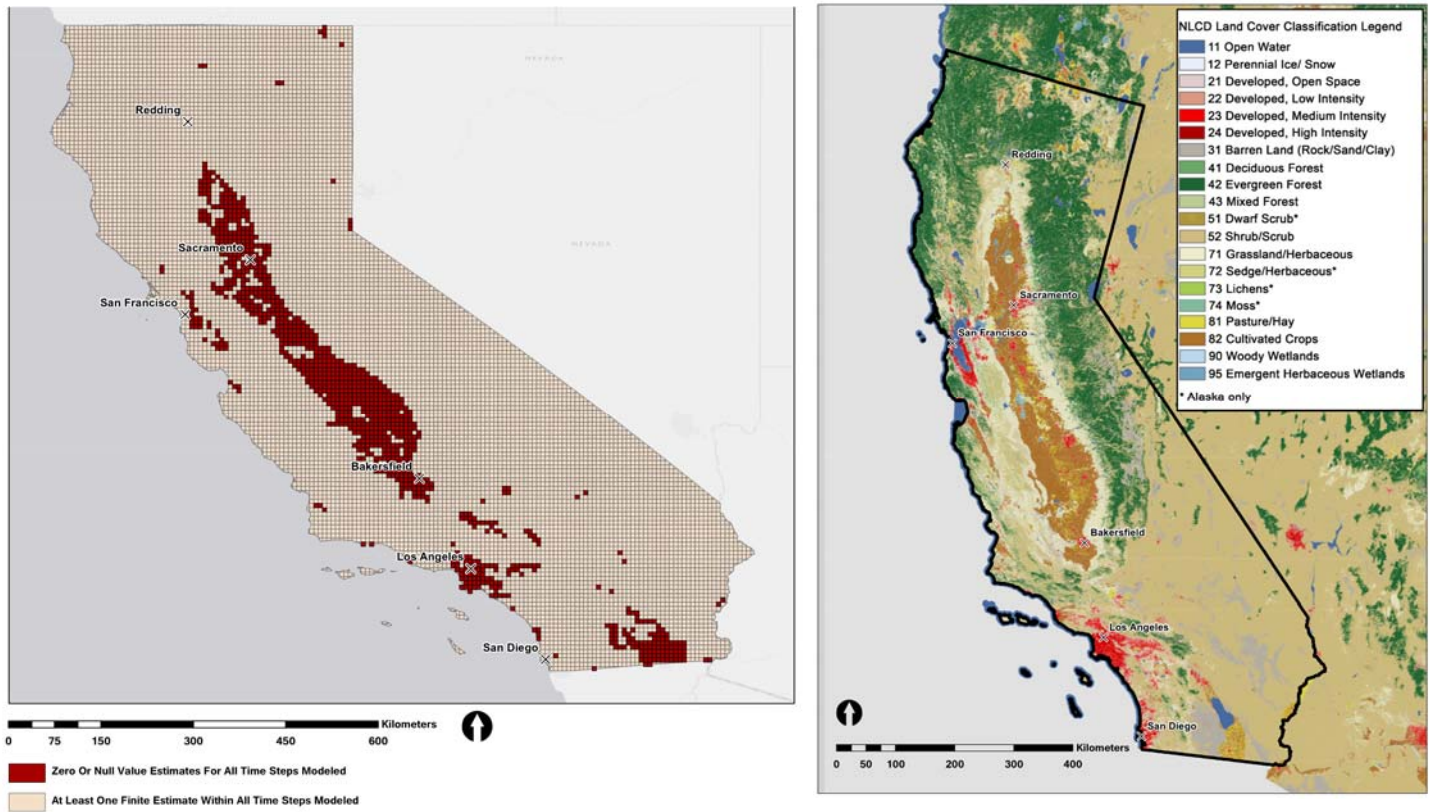 NEVADA
NEVADA
Redding
Sacramento
San Francisco
Bakersfield
Los Angeles
San Diego
Kilometers
0 75 150 300 450 600
Zero Or Null Value Estimates For All Time Steps Modeled
At Least One Finite Estimate Within All Time Steps Modeled
NLCD Land Cover Classification Legend
11 Open Water
12 Perennial Ice/ Snow
21 Developed, Open Space
22 Developed, Low Intensity
23 Developed, Medium Intensity
24 Developed, High Intensity
31 Barren Land (Rock/Sand/Clay)
41 Deciduous Forest
42 Evergreen Forest
43 Mixed Forest
51 Dwarf Scrub*
52 Shrub/Scrub
71 Grassland/Herbaceous
72 Sedge/Herbaceous*
73 Lichens*
74 Moss*
81 Pasture/Hay
82 Cultivated Crops
90 Woody Wetlands
95 Emergent Herbaceous Wetlands
* Alaska only
Redding
Sacramento
San Francisco
Bakersfield
Los Angeles
San Diego
Kilometers
0 50 100 200 300 400